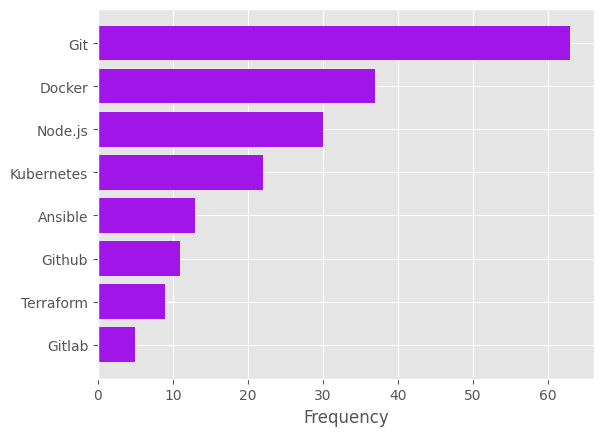 Git
Docker
Node.js
Kubernetes
Ansible
Github
Terraform
Gitlab
0 10 20 30 40 50 60
Frequency